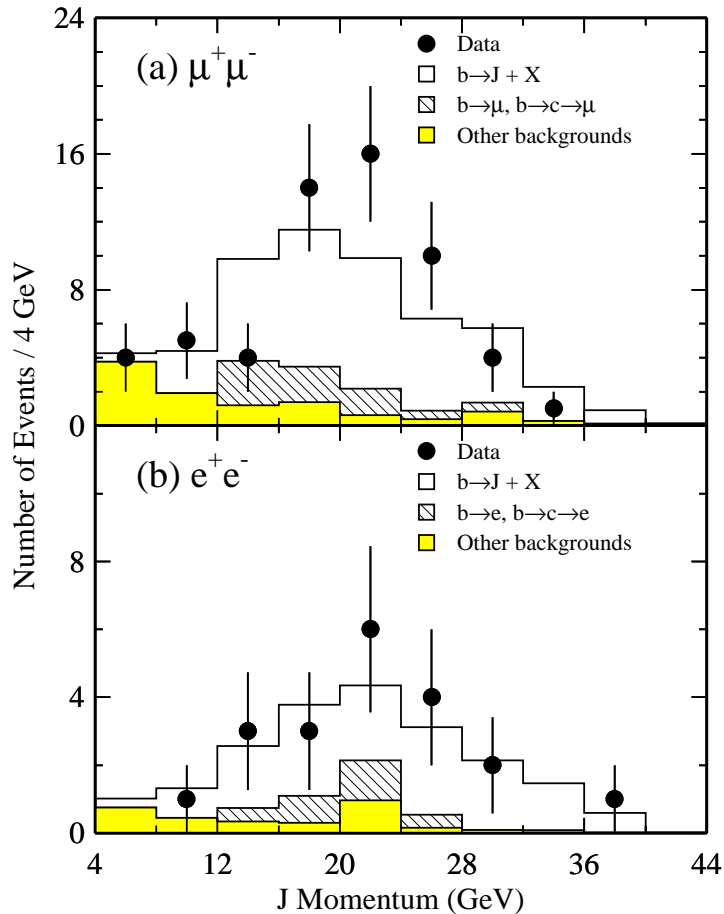 24
(a) μ⁺μ⁻
Data
b→J + X
b→μ, b→c→μ
Other backgrounds
16
8
0
Number of Events / 4 GeV
(b) e⁺e⁻
Data
b→J + X
b→e, b→c→e
Other backgrounds
8
4
0
4 12 20 28 36 44
J Momentum (GeV)